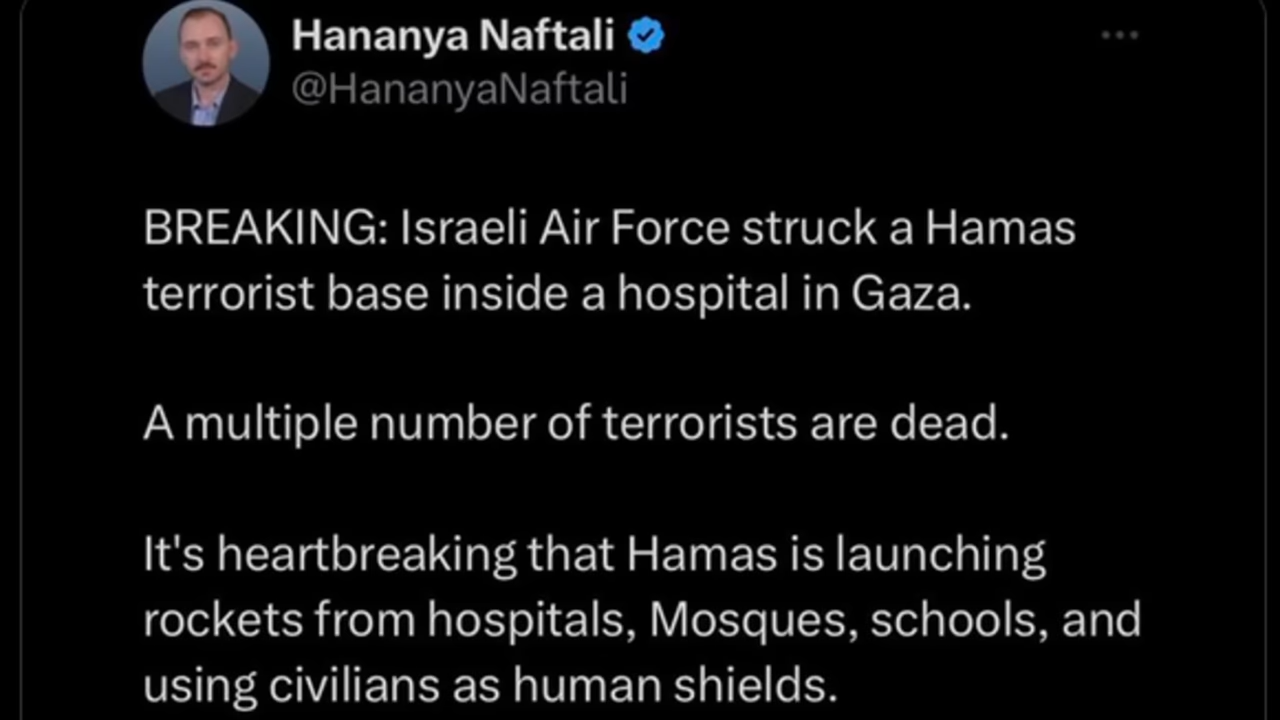 Hananya Naftali
@HananyaNaftali
BREAKING: Israeli Air Force struck a Hamas
terrorist base inside a hospital in Gaza.
A multiple number of terrorists are dead.
It's heartbreaking that Hamas is launching
rockets from hospitals, Mosques, schools, and
using civilians as human shields.